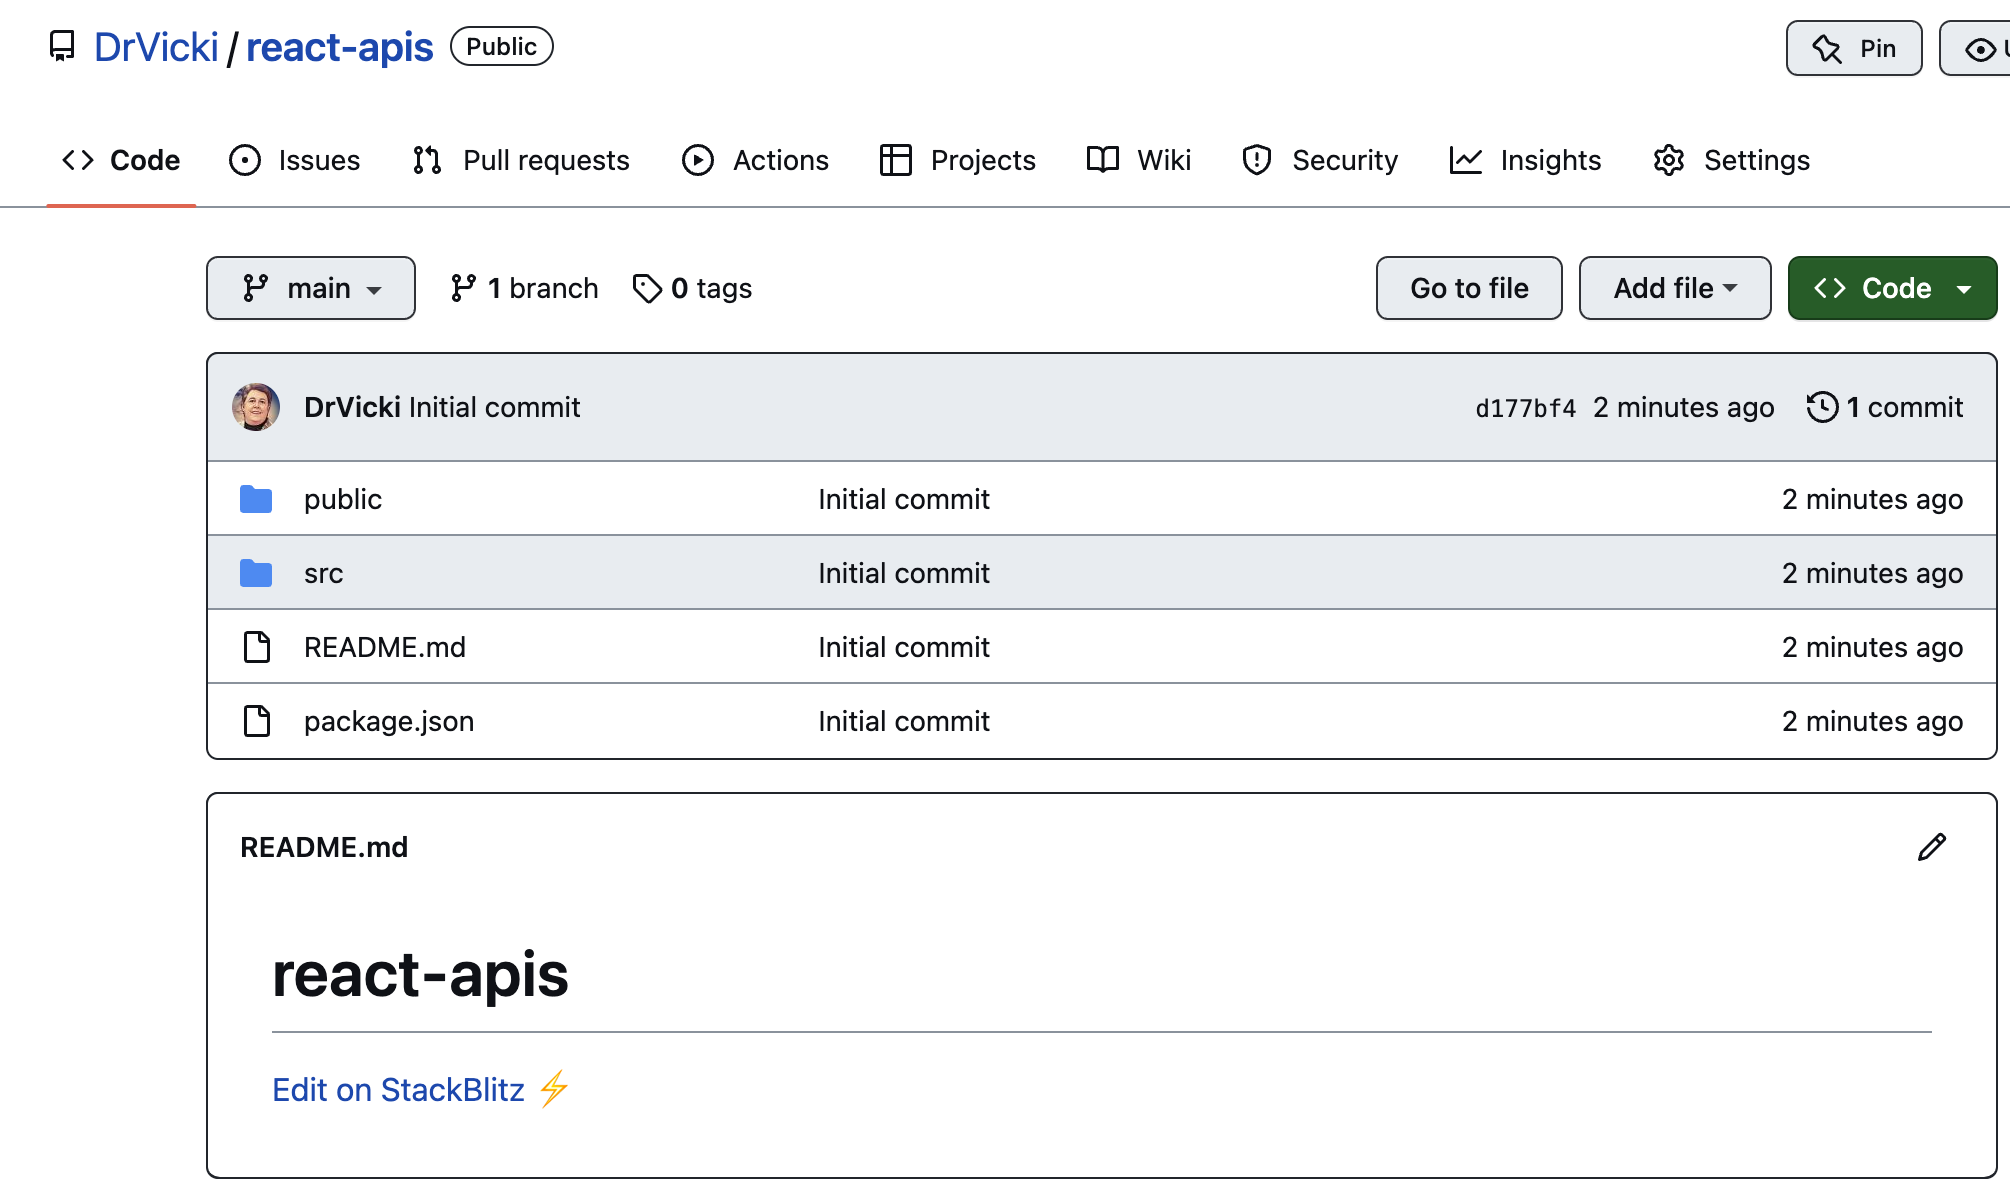 DrVicki / react-apis Public Pin
Code Issues Pull requests Actions Projects Wiki Security Insights Settings
main 1 branch 0 tags Go to file Add file Code
DrVicki Initial commit d177bf4 2 minutes ago 1 commit
public Initial commit 2 minutes ago
src Initial commit 2 minutes ago
README.md Initial commit 2 minutes ago
package.json Initial commit 2 minutes ago
README.md
react-apis
Edit on StackBlitz ⚡